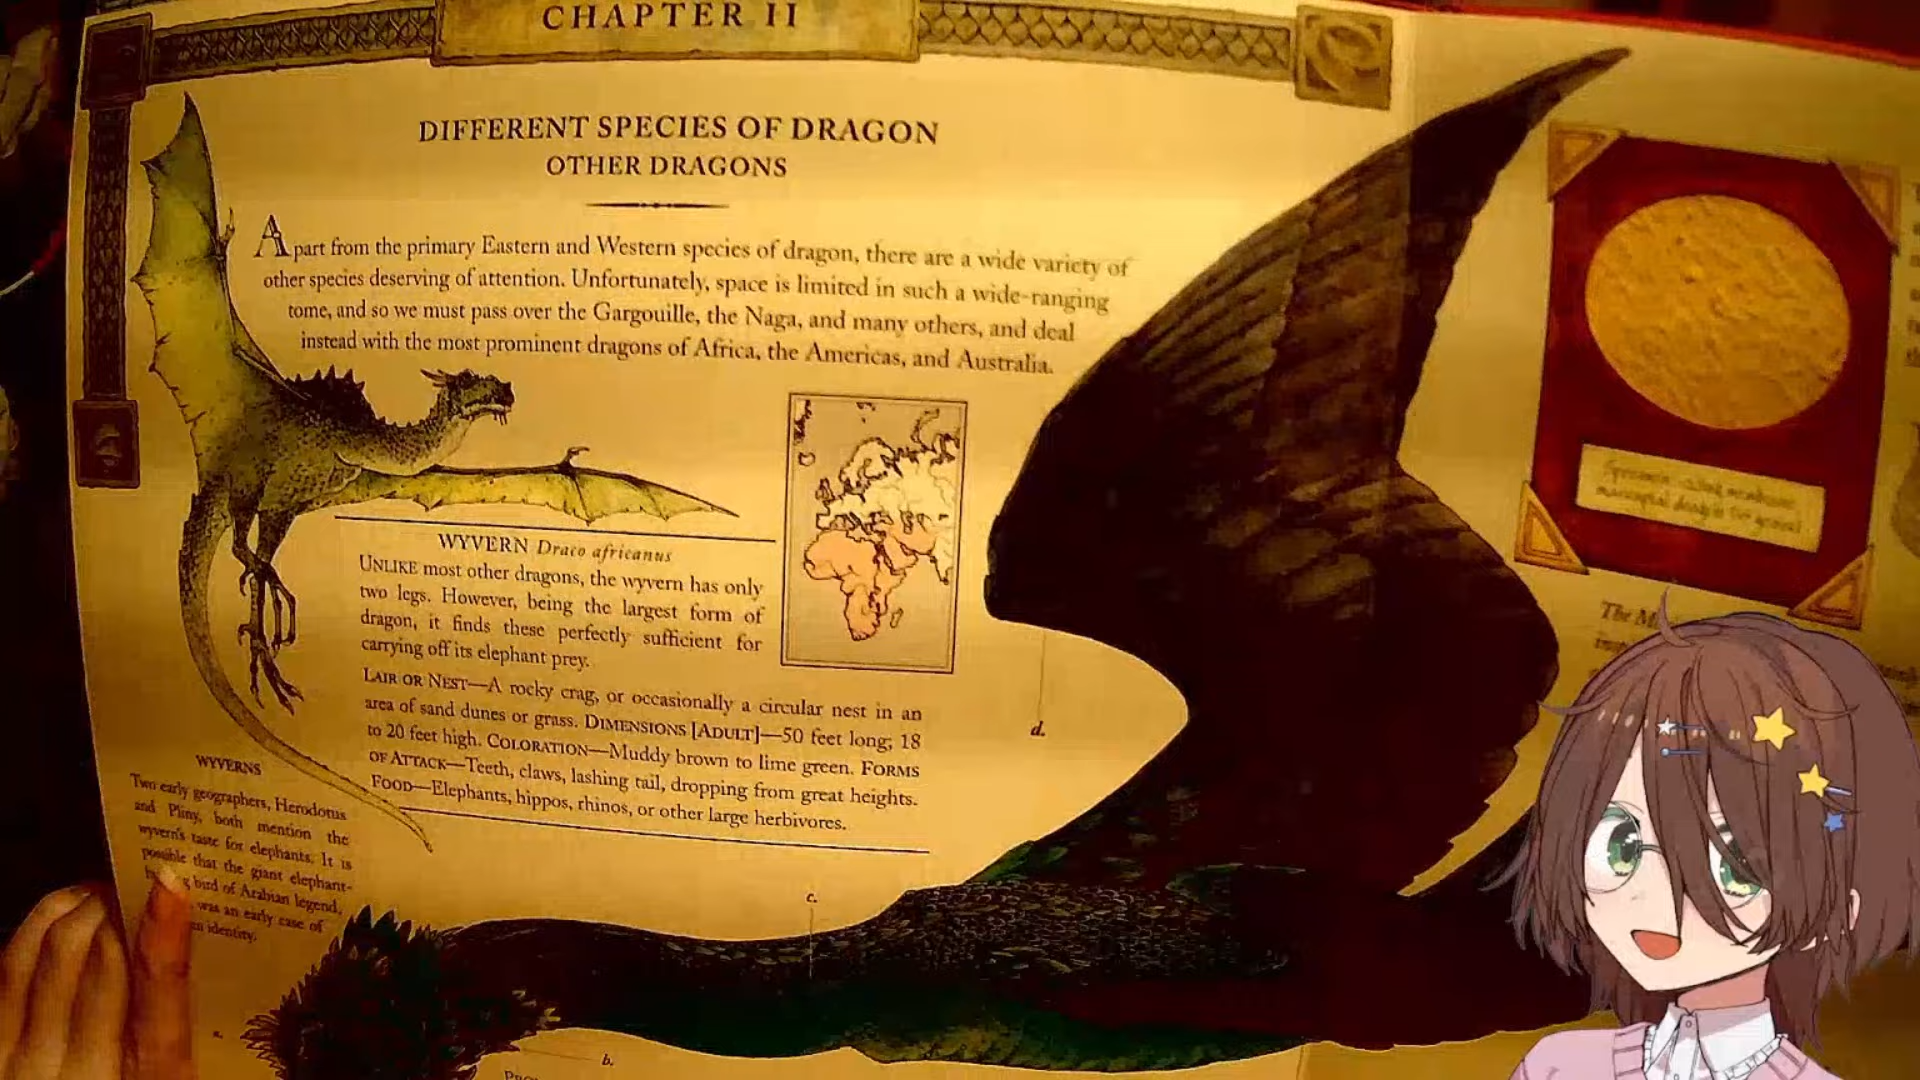 CHAPTER II
DIFFERENT SPECIES OF DRAGON
OTHER DRAGONS
Apart from the primary Eastern and Western species of dragon, there are a wide variety of
other species deserving of attention. Unfortunately, space is limited in such a wide-ranging
tome, and so we must pass over the Gargouille, the Naga, and many others, and deal
instead with the most prominent dragons of Africa, the Americas, and Australia.
WYVERN Draco africanus
UNLIKE most other dragons, the wyvern has only
two legs. However, being the largest form of
dragon, it finds these perfectly sufficient for
carrying off its elephant prey.
LAIR OR NEST—A rocky crag, or occasionally a circular nest in an
area of sand dunes or grass. DIMENSIONS [ADULT]—50 feet long; 18
to 20 feet high. COLORATION—Muddy brown to lime green. FORMS
OF ATTACK—Teeth, claws, lashing tail, dropping from great heights.
FOOD—Elephants, hippos, rhinos, or other large herbivores.
WYVERNS
Two early geographers, Herodotus
and Pliny, both mention the
wyvern's taste for elephants. It is
possible that the giant elephant-
bird of Arabian legend,
was an early case of
identity.
a.
b.
c.
d.
The